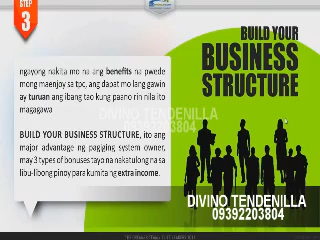 STEP
3
BUILD YOUR
BUSINESS
STRUCTURE
ngayong nakita mo na ang benefits na pwede
mong maenjoy sa tpc, ang dapat mo lang gawin
ay turuan ang ibang tao kung paano rin nila ito
magagawa
DIVINO TENDENILLA
09392203804
BUILD YOUR BUSINESS STRUCTURE, ito ang
major advantage ng pagiging system owner,
may 3 types of bonuses tayo na nakatulong na sa
libu-libong pinoy para kumita ng extra income.
DIVINO TENDENILLA
09392203804